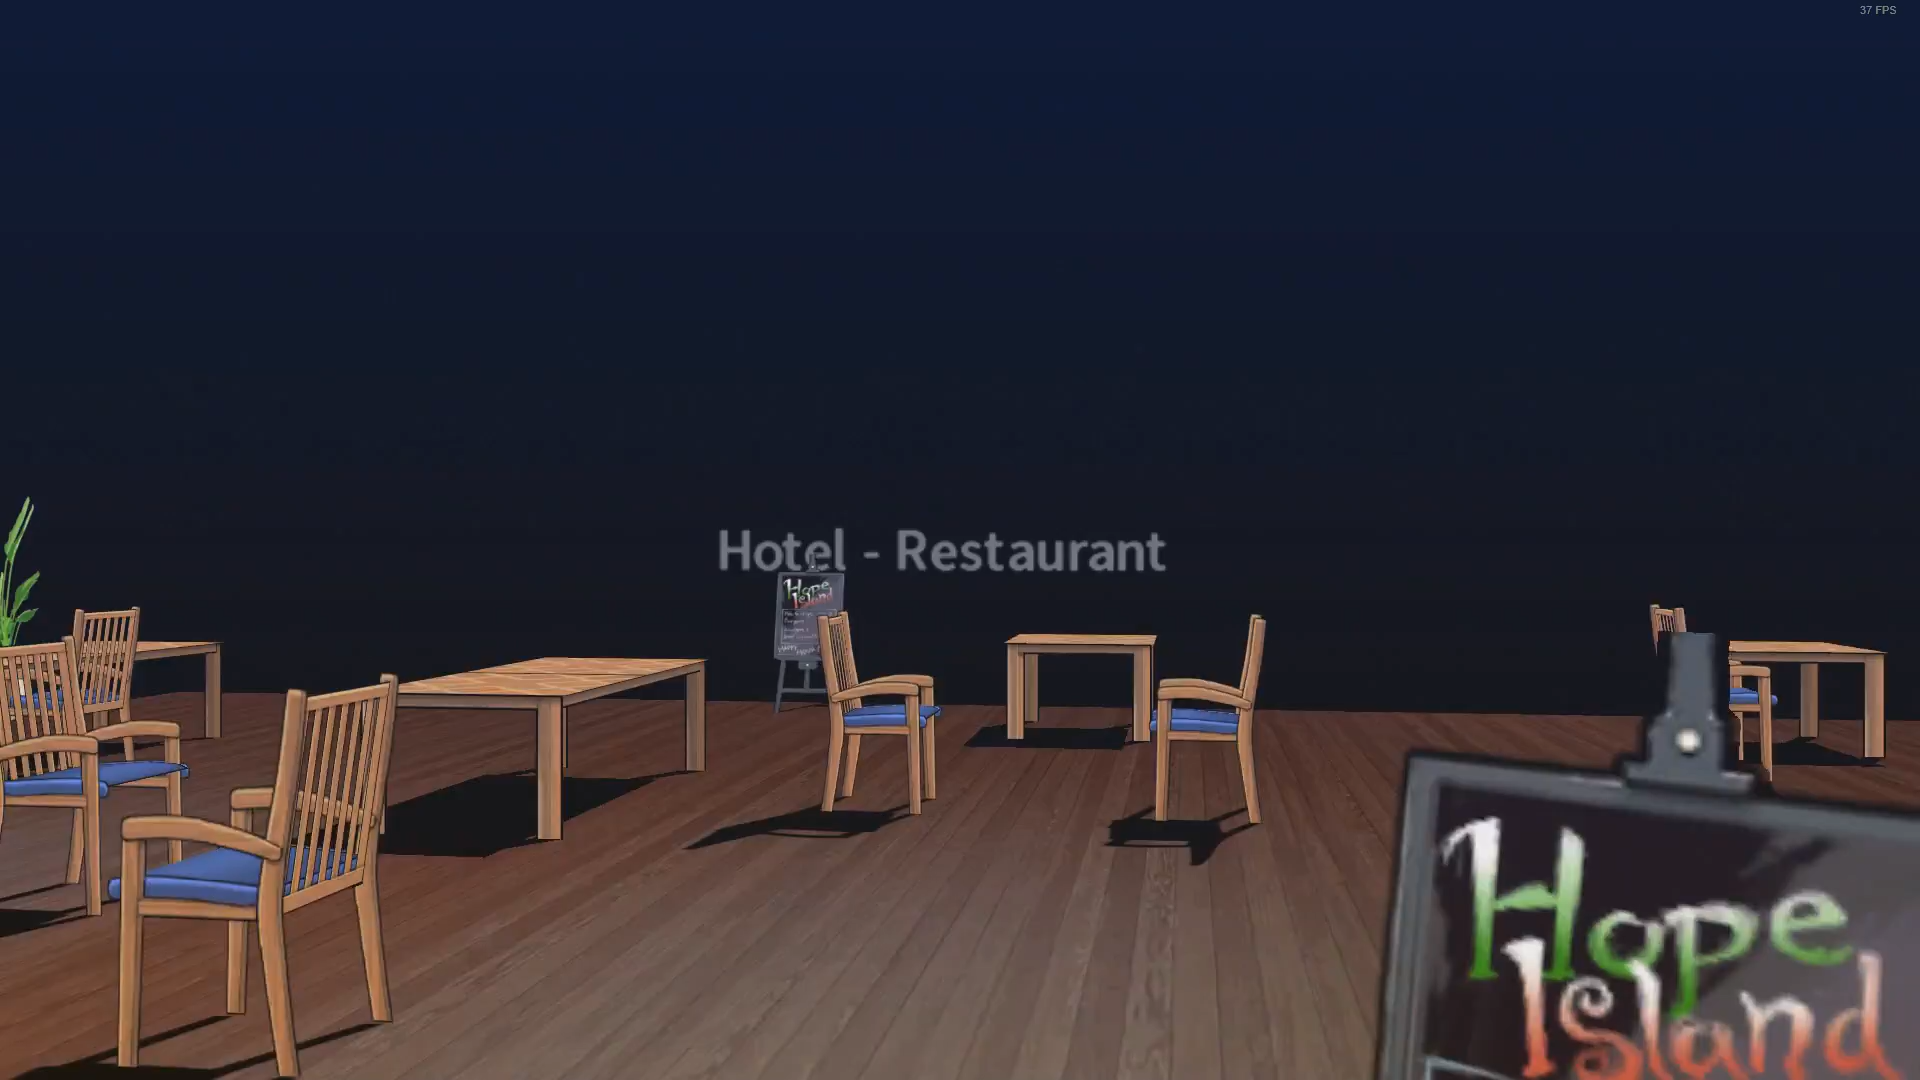 37 FPS
Hotel - Restaurant
Hope
Island
Hope
Island